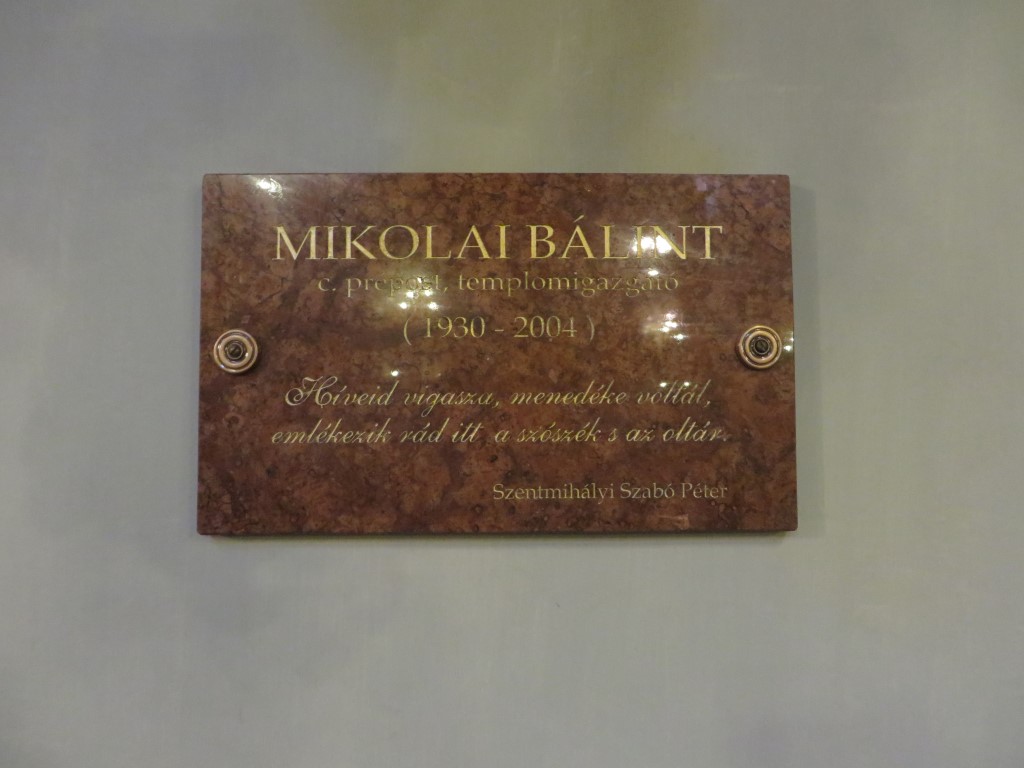 MIKOLAI BÁLINT
c. prépost, templomigazgató
( 1930 - 2004 )
Híveid vigasza, menedéke voltál,
emlékezik rád itt a szószék s az oltár.
Szentmihályi Szabó Péter